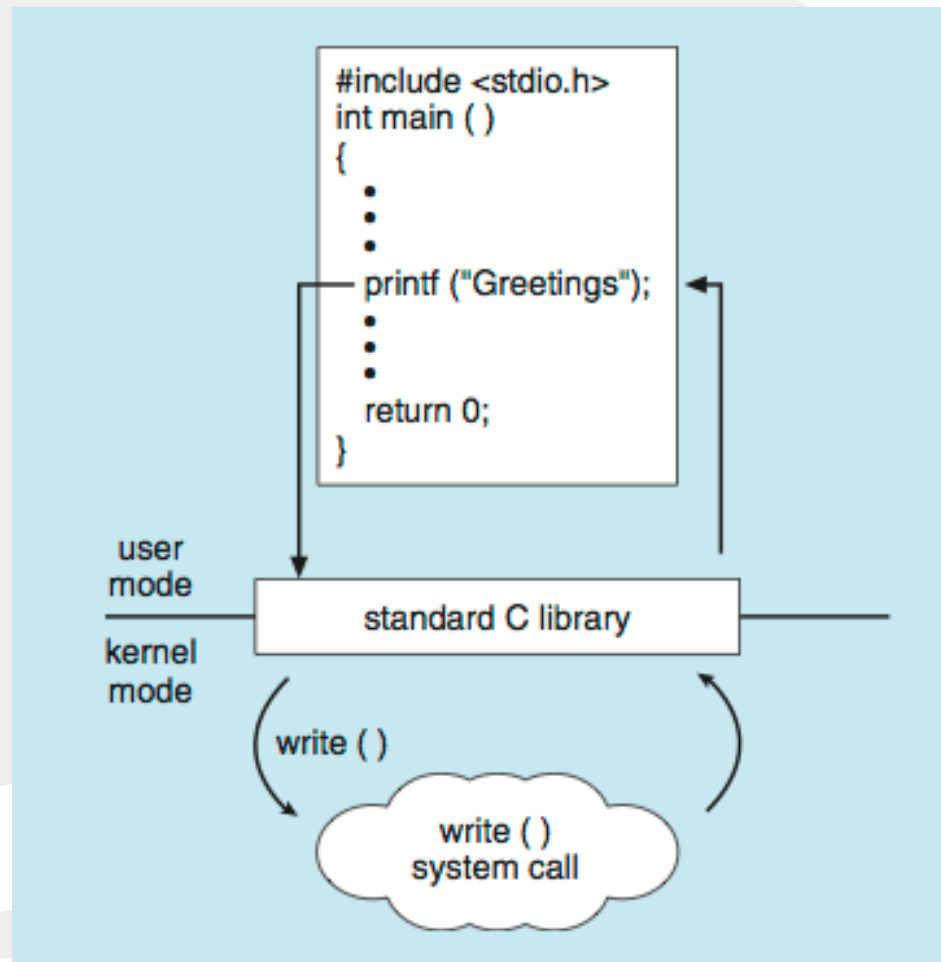 #include <stdio.h>
int main ( )
{
•
•
•
printf ("Greetings");
•
•
•
return 0;
}
user
mode
standard C library
kernel
mode
write ( )
write ( )
system call